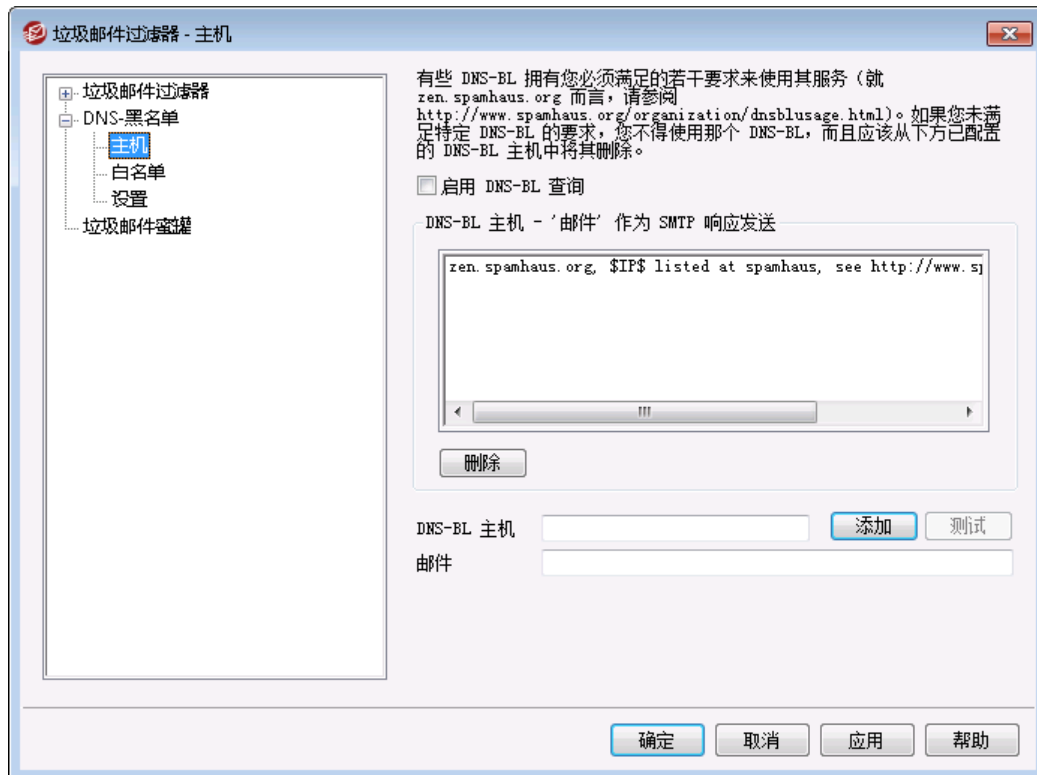 垃圾邮件过滤器 - 主机
垃圾邮件过滤器
DNS-黑名单
主机
白名单
设置
垃圾邮件蜜罐
有些 DNS-BL 拥有您必须满足的若干要求来使用其服务（就
zen.spamhaus.org 而言，请参阅
http://www.spamhaus.org/organization/dnsblusage.html)。如果您未满
足特定 DNS-BL 的要求，您不得使用那个 DNS-BL，而且应该从下方已配置
的 DNS-BL 主机中将其删除。
启用 DNS-BL 查询
DNS-BL 主机 - '邮件' 作为 SMTP 响应发送
zen.spamhaus.org, $IP$ listed at spamhaus, see http://www.sp
删除
DNS-BL 主机
添加
测试
邮件
确定
取消
应用
帮助